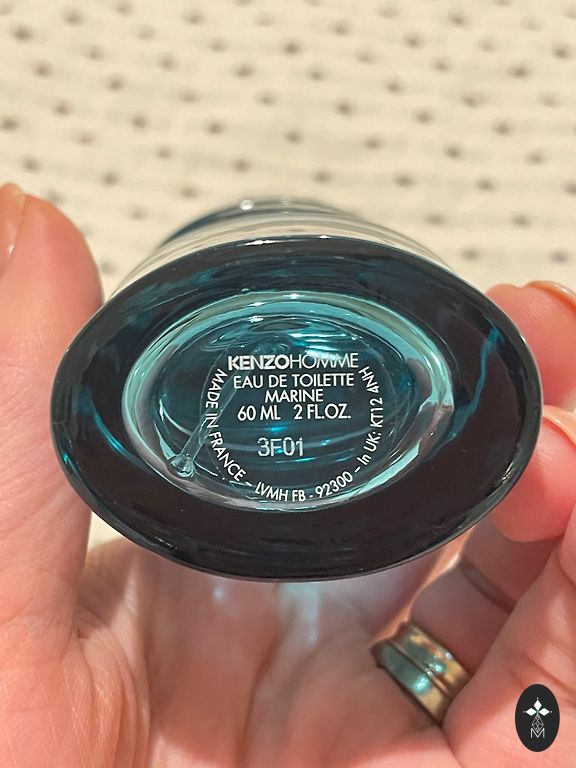 KENZOHOMME
EAU DE TOILETTE
MARINE
60 ML 2 FL.OZ.
3F01
MADE IN FRANCE - LVMH FB - 92300 - In UK. KT12 4NH
M